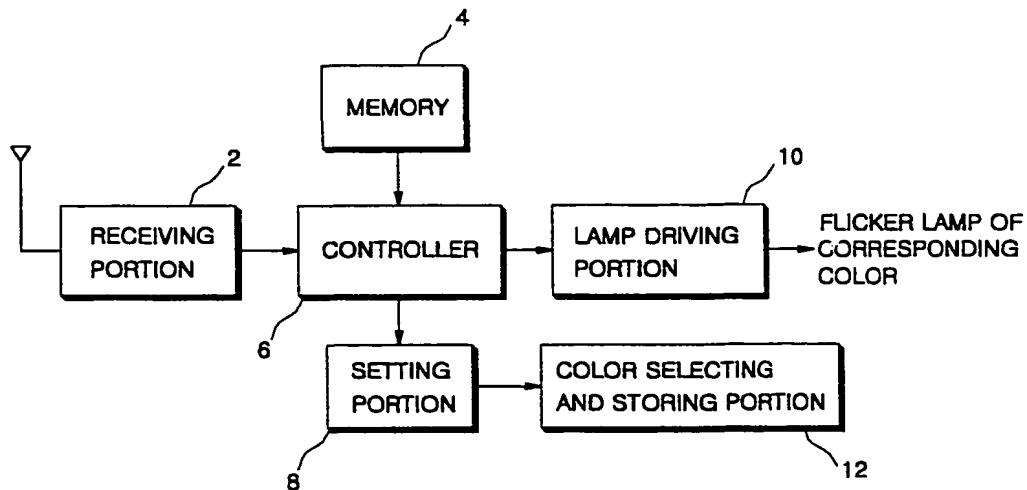 4
MEMORY
2
10
RECEIVING
PORTION
CONTROLLER
LAMP DRIVING
PORTION
FLICKER LAMP OF
CORRESPONDING
COLOR
6
SETTING
PORTION
COLOR SELECTING
AND STORING PORTION
8
12